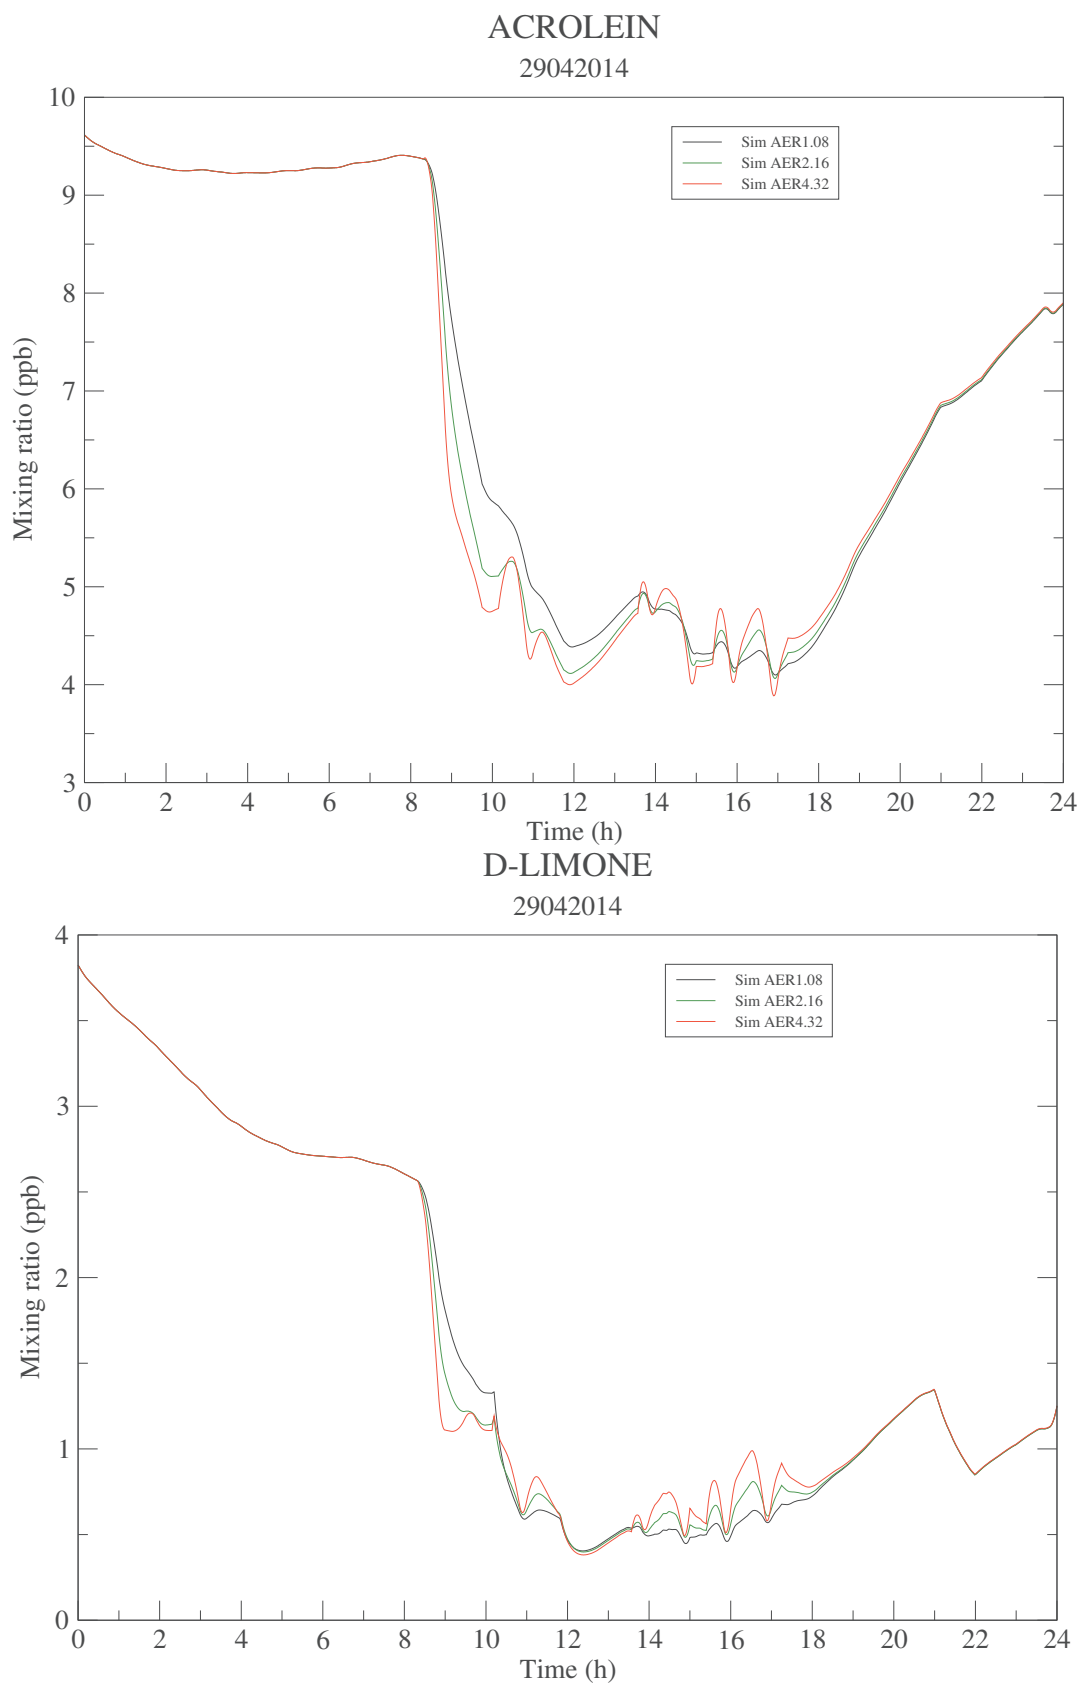 ACROLEIN
29042014
10
9
8
7
6
5
4
3
Mixing ratio (ppb)
Sim AER1.08
Sim AER2.16
Sim AER4.32
0 2 4 6 8 10 12 14 16 18 20 22 24
Time (h)
D-LIMONE
29042014
4
3
2
1
0
Mixing ratio (ppb)
Sim AER1.08
Sim AER2.16
Sim AER4.32
0 2 4 6 8 10 12 14 16 18 20 22 24
Time (h)